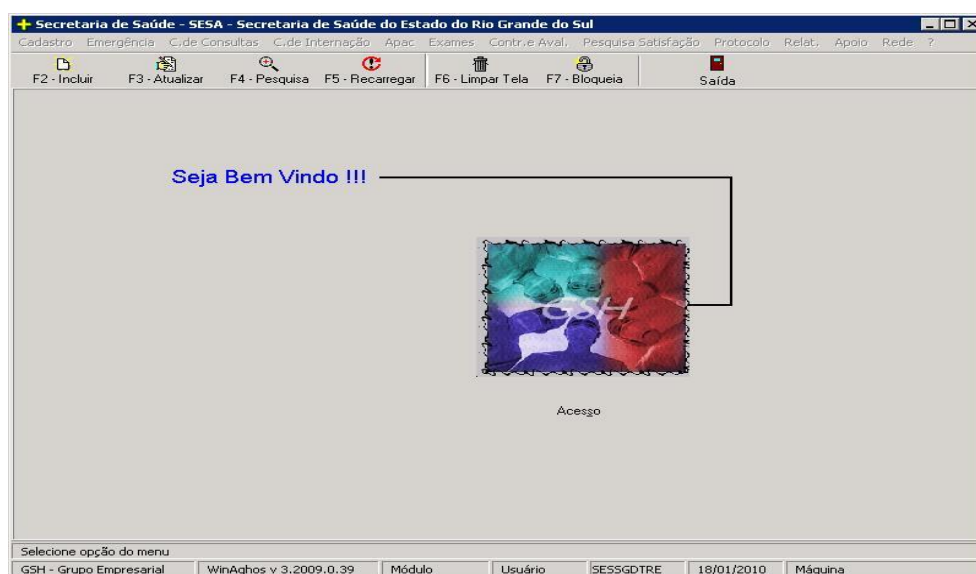 Secretaria de Saúde - SESA - Secretaria de Saúde do Estado do Rio Grande do Sul
Cadastro Emergência C.de Consultas C.de Internação Apac Exames Contr.e Aval. Pesquisa Satisfação Protocolo Relat. Apoio Rede ?
F2 - Incluir F3 - Atualizar F4 - Pesquisa F5 - Recarregar F6 - Limpar Tela F7 - Bloqueia Saída
Seja Bem Vindo !!!
GSH
Acesso
Selecione opção do menu
GSH - Grupo Empresarial WinAghos v 3.2009.0.39 Módulo Usuário SESSGDTRE 18/01/2010 Máquina